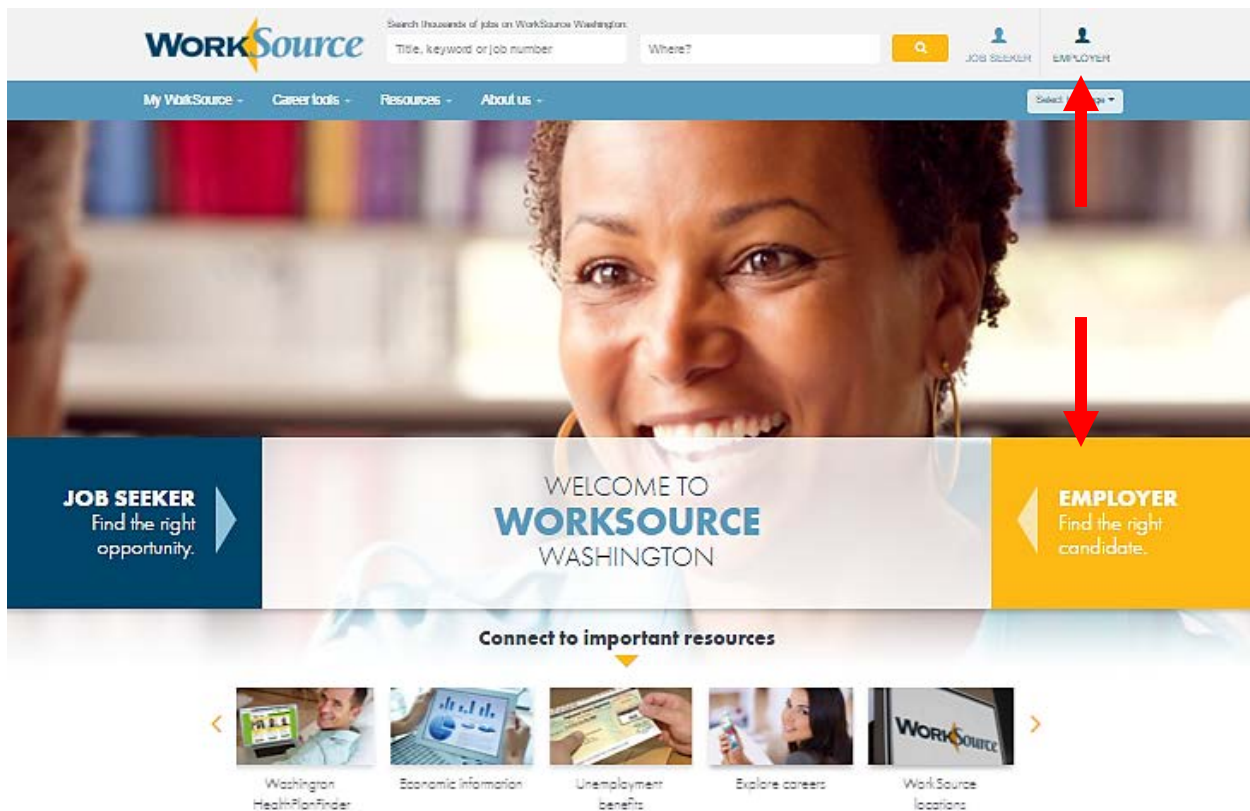 WORKSource
Search thousands of jobs on WorkSource Washington:
Title, keyword or job number
Where?
JOB SEEKER
EMPLOYER
My WorkSource
Career tools
Resources
About us
Select
JOB SEEKER
Find the right
opportunity.
WELCOME TO
WORKSOURCE
WASHINGTON
EMPLOYER
Find the right
candidate.
Connect to important resources
Washington
HealthPlanFinder
Economic information
Unemployment
benefits
Explore careers
WORKSource
WorkSource
locations